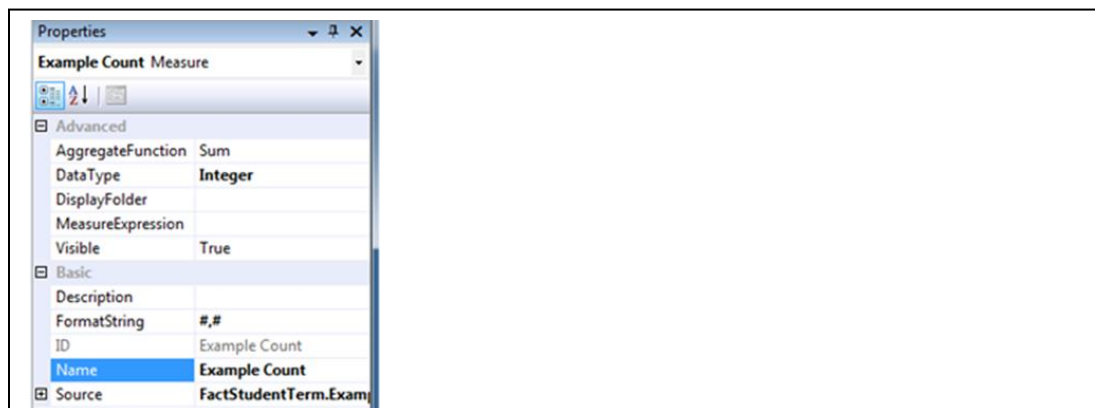 Properties
Example Count Measure
Advanced
AggregateFunction Sum
DataType Integer
DisplayFolder
MeasureExpression
Visible True
Basic
Description
FormatString #,#
ID Example Count
Name Example Count
Source FactStudentTerm.Exam